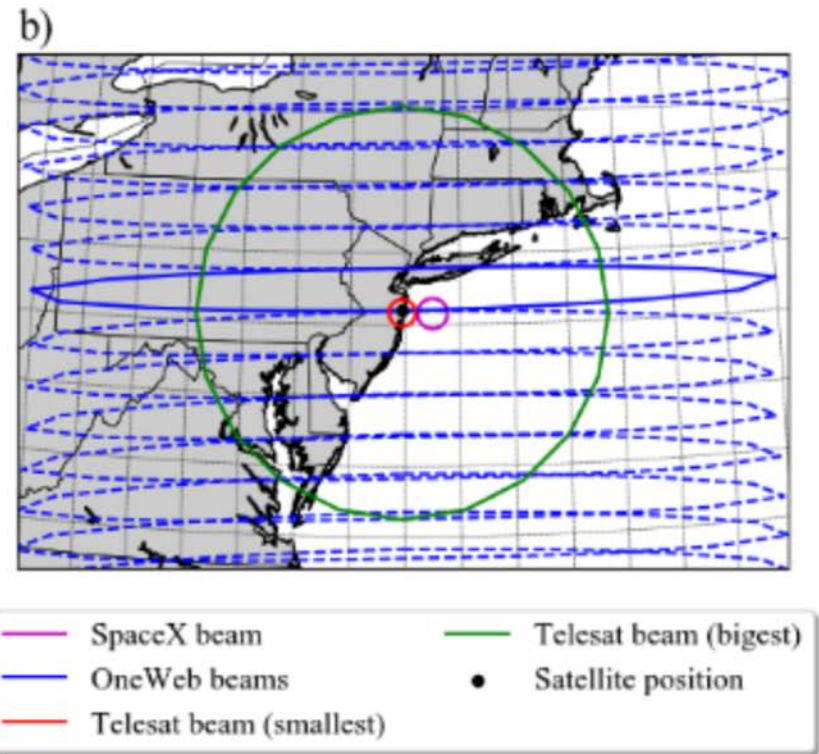 b)
SpaceX beam
OneWeb beams
Telesat beam (smallest)
Telesat beam (bigest)
Satellite position